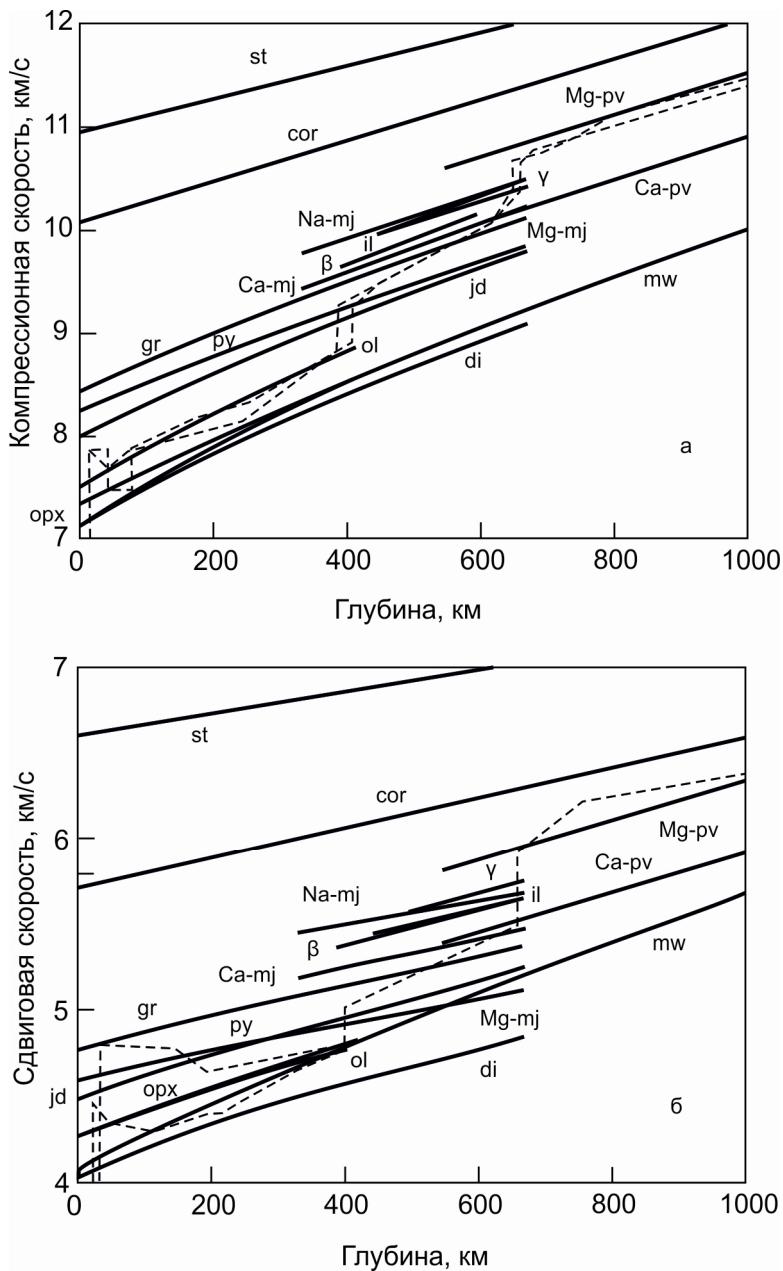 Компрессионная скорость, км/с
12
11
10
9
8
7
st
cor
Mg-pv
γ
Na-mj
Ca-pv
il
β
Mg-mj
Ca-mj
jd
mw
gr
py
ol
di
а
opx
0
200
400
600
800
1000
Глубина, км
Сдвиговая скорость, км/с
7
6
5
4
st
cor
Mg-pv
γ
Ca-pv
Na-mj
il
β
mw
Ca-mj
gr
py
Mg-mj
ol
jd
opx
di
б
0
200
400
600
800
1000
Глубина, км